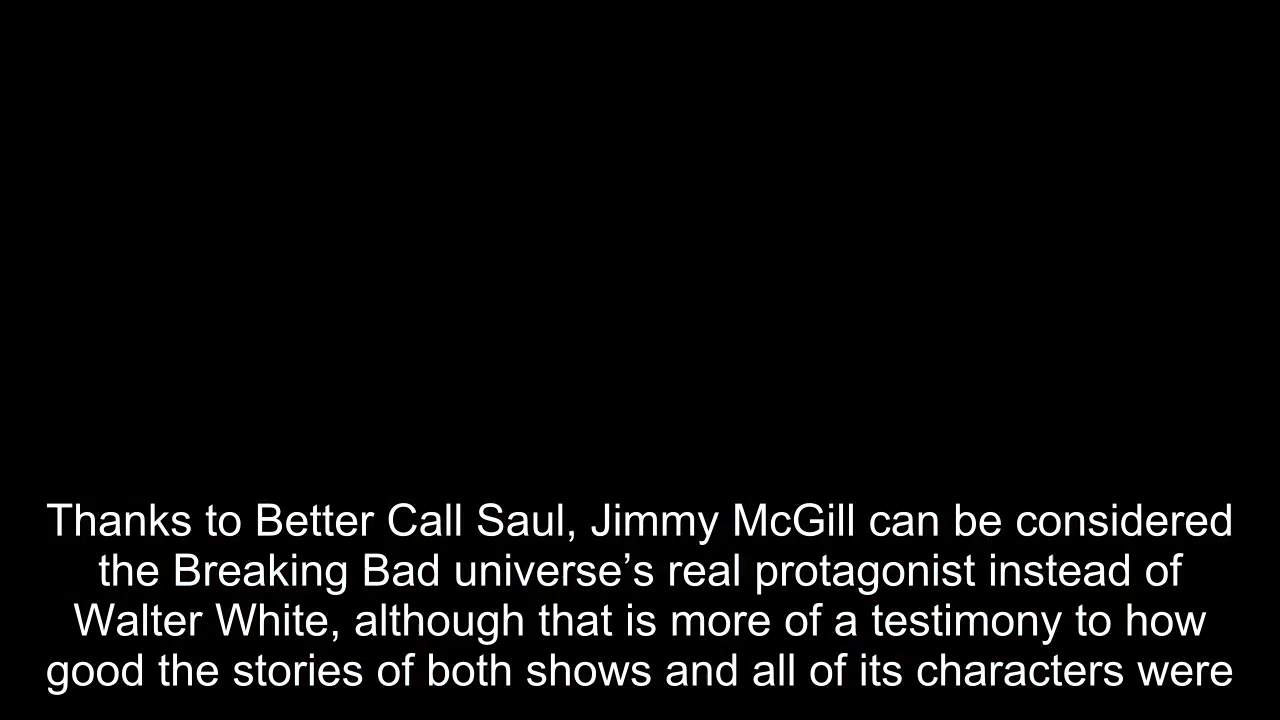 Thanks to Better Call Saul, Jimmy McGill can be considered
the Breaking Bad universe’s real protagonist instead of
Walter White, although that is more of a testimony to how
good the stories of both shows and all of its characters were